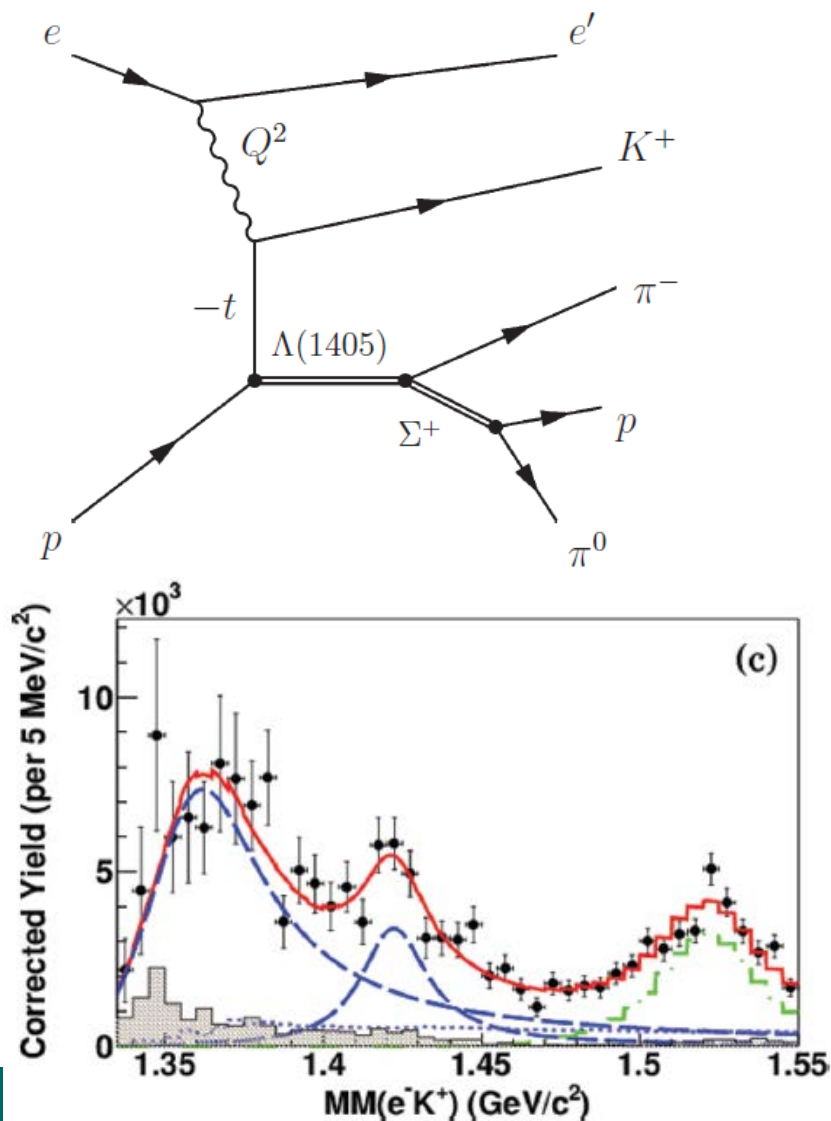 e
e′
Q²
K⁺
π⁻
−t
Λ(1405)
Σ⁺
p
p
π⁰
×10³
(c)
Corrected Yield (per 5 MeV/c²)
10
5
0
1.35
1.4
1.45
1.5
1.55
MM(e⁻K⁺) (GeV/c²)